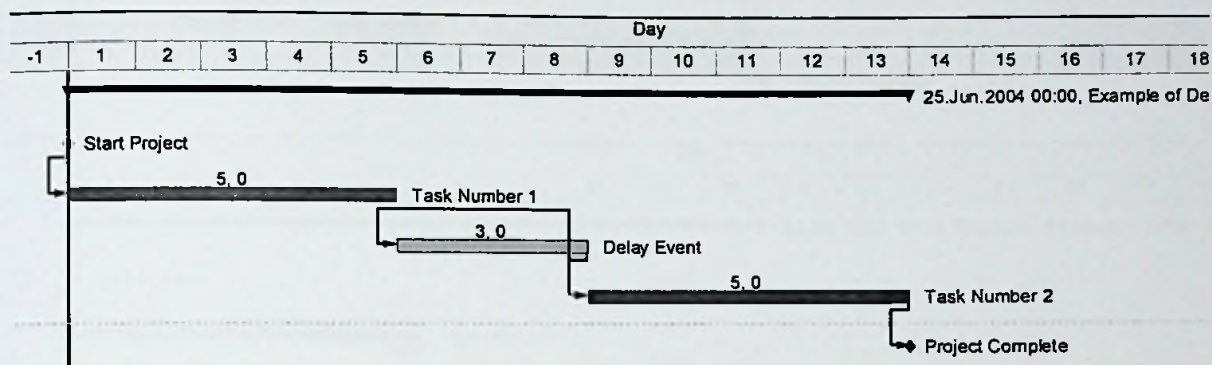 Day
-1 1 2 3 4 5 6 7 8 9 10 11 12 13 14 15 16 17 18
25.Jun.2004 00:00, Example of De
Start Project
5, 0
Task Number 1
3, 0
Delay Event
5, 0
Task Number 2
Project Complete